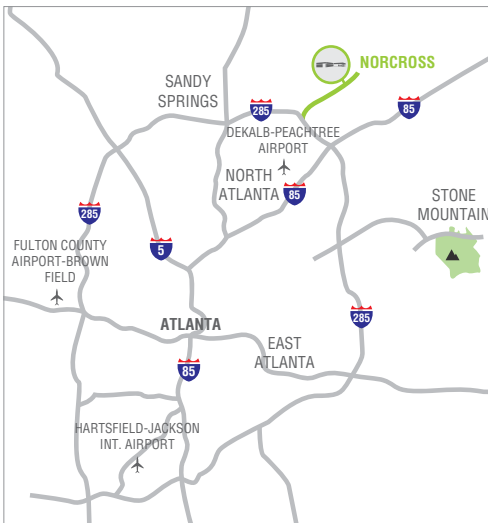 NORCROSS
SANDY
SPRINGS
285
85
DEKALB-PEACHTREE
AIRPORT
NORTH
ATLANTA
85
STONE
MOUNTAIN
285
5
FULTON COUNTY
AIRPORT-BROWN
FIELD
ATLANTA
285
EAST
ATLANTA
85
HARTSFIELD-JACKSON
INT. AIRPORT